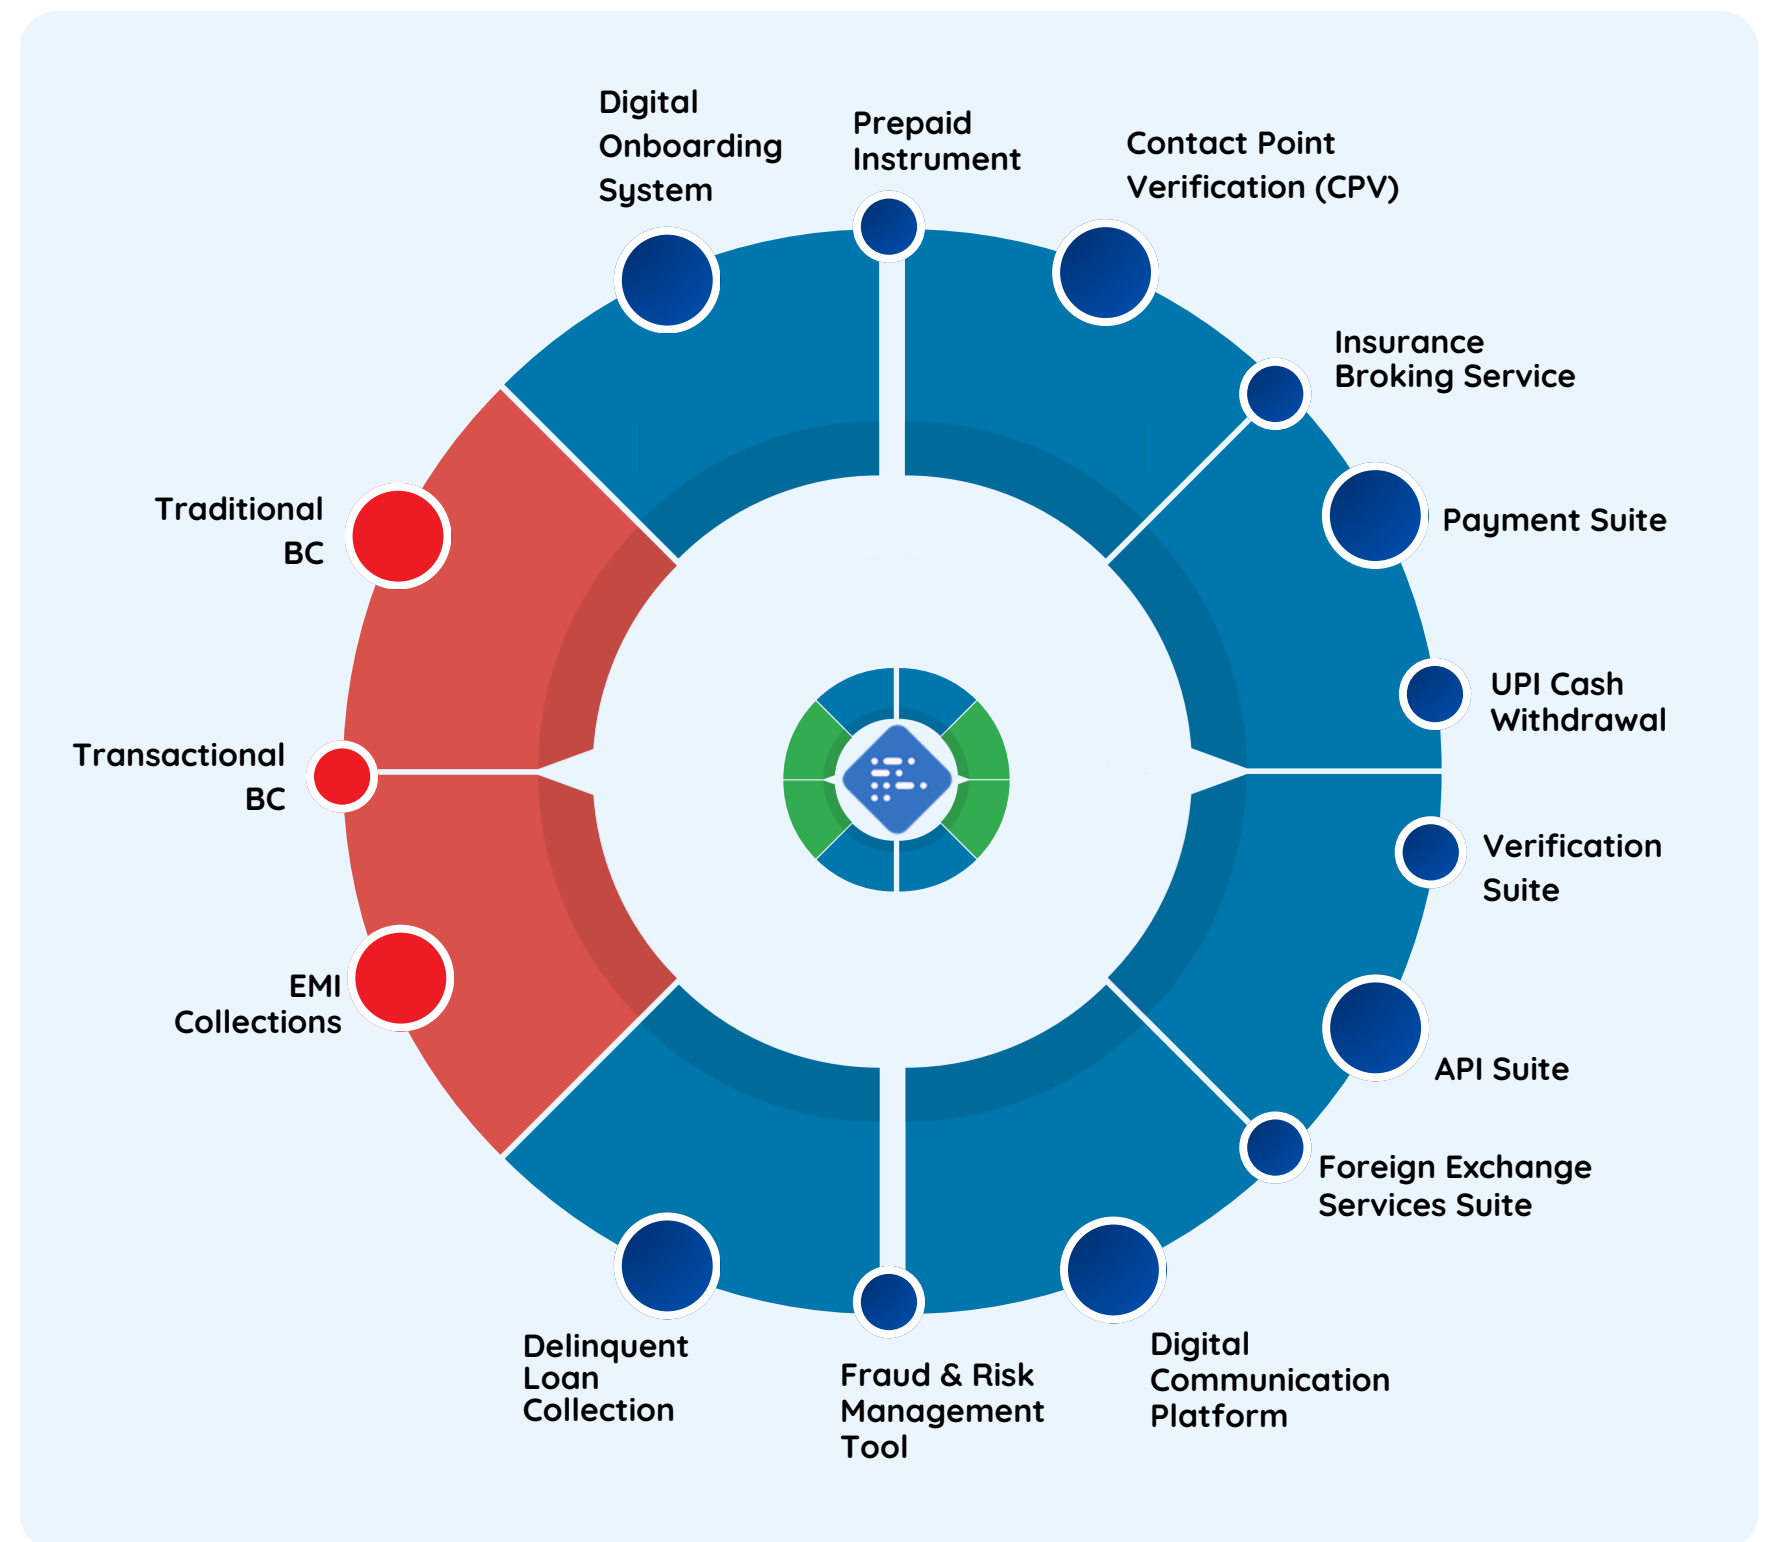 Digital
Onboarding
System
Prepaid
Instrument
Contact Point
Verification (CPV)
Insurance
Broking Service
Payment Suite
UPI Cash
Withdrawal
Verification
Suite
API Suite
Foreign Exchange
Services Suite
Digital
Communication
Platform
Fraud & Risk
Management
Tool
Delinquent
Loan
Collection
EMI
Collections
Transactional
BC
Traditional
BC